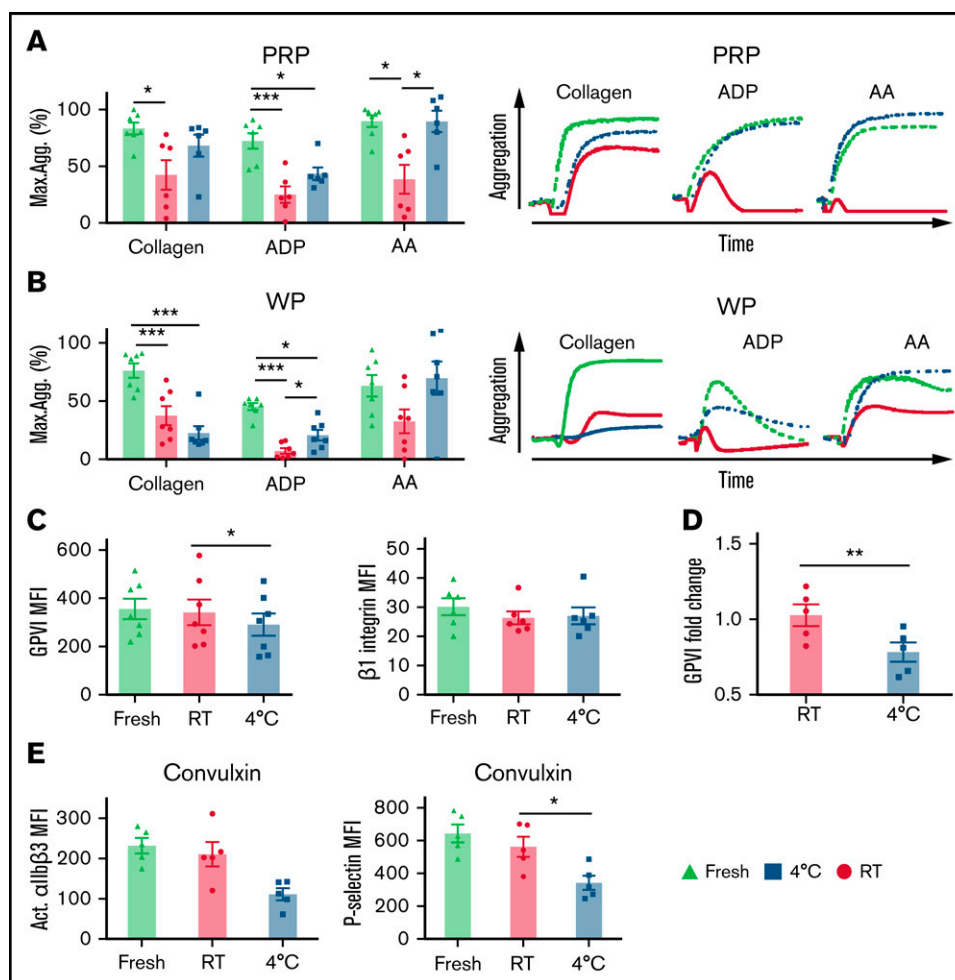 A
PRP
Max.Agg. (%)
100
50
0
*
*
***
*
*
Collagen
ADP
AA
PRP
Collagen
ADP
AA
Aggregation
Time
B
WP
Max.Agg. (%)
100
50
0
***
***
*
***
*
Collagen
ADP
AA
WP
Collagen
ADP
AA
Aggregation
Time
C
GPVI MFI
600
400
200
0
*
Fresh
RT
4°C
β1 integrin MFI
50
40
30
20
10
0
Fresh
RT
4°C
D
GPVI fold change
1.5
1.0
0.5
**
RT
4°C
E
Convulxin
Act. αIIbβ3 MFI
300
200
100
0
Fresh
RT
4°C
Convulxin
P-selectin MFI
800
600
400
200
0
*
Fresh
RT
4°C
Fresh
4°C
RT